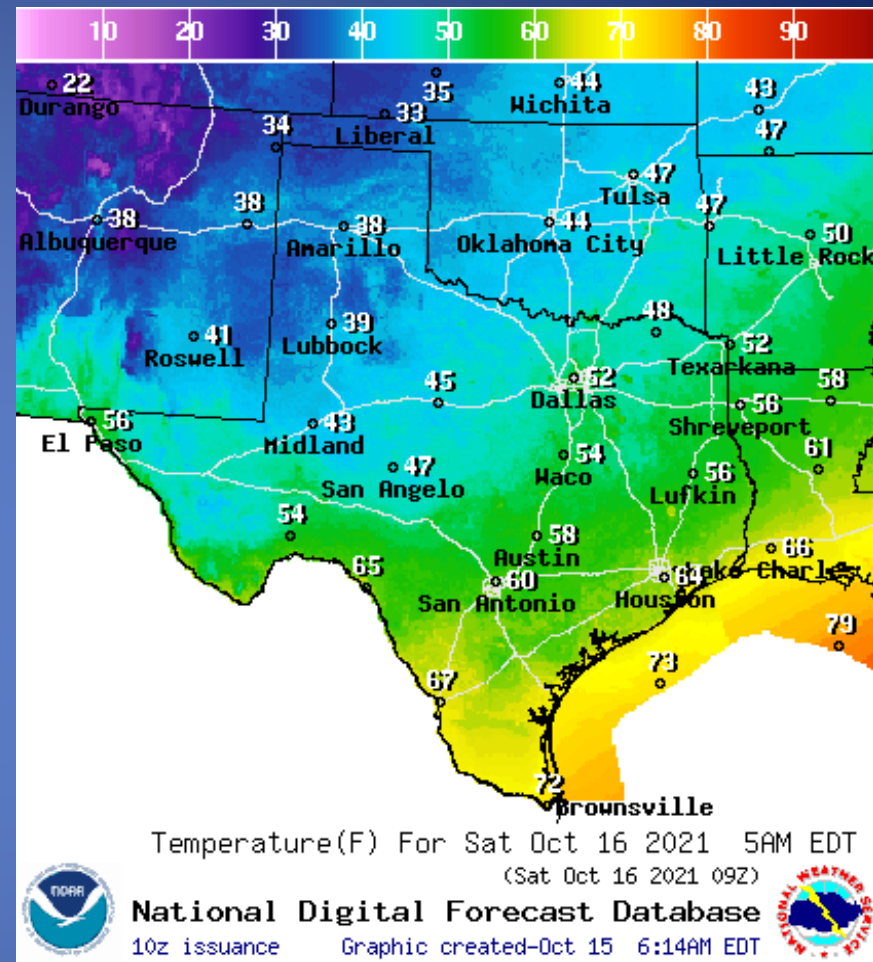 10 20 30 40 50 60 70 80 90
22
Durango
35
44
Wichita
43
33
Liberal
34
47
47
Tulsa
38
Albuquerque
38
38
Amarillo
44
Oklahoma City
47
50
Little Rock
41
Roswell
39
Lubbock
48
52
Texarkana
45
52
Dallas
58
56
El Paso
43
Midland
56
Shreveport
47
San Angelo
54
Waco
56
Lufkin
61
54
58
Austin
66
Lake Charles
65
60
San Antonio
64
Houston
79
67
73
72
Brownsville
Temperature(F) For Sat Oct 16 2021 5AM EDT
(Sat Oct 16 2021 09Z)
NOAA
National Digital Forecast Database
NATIONAL WEATHER SERVICE
10z issuance Graphic created-Oct 15 6:14AM EDT